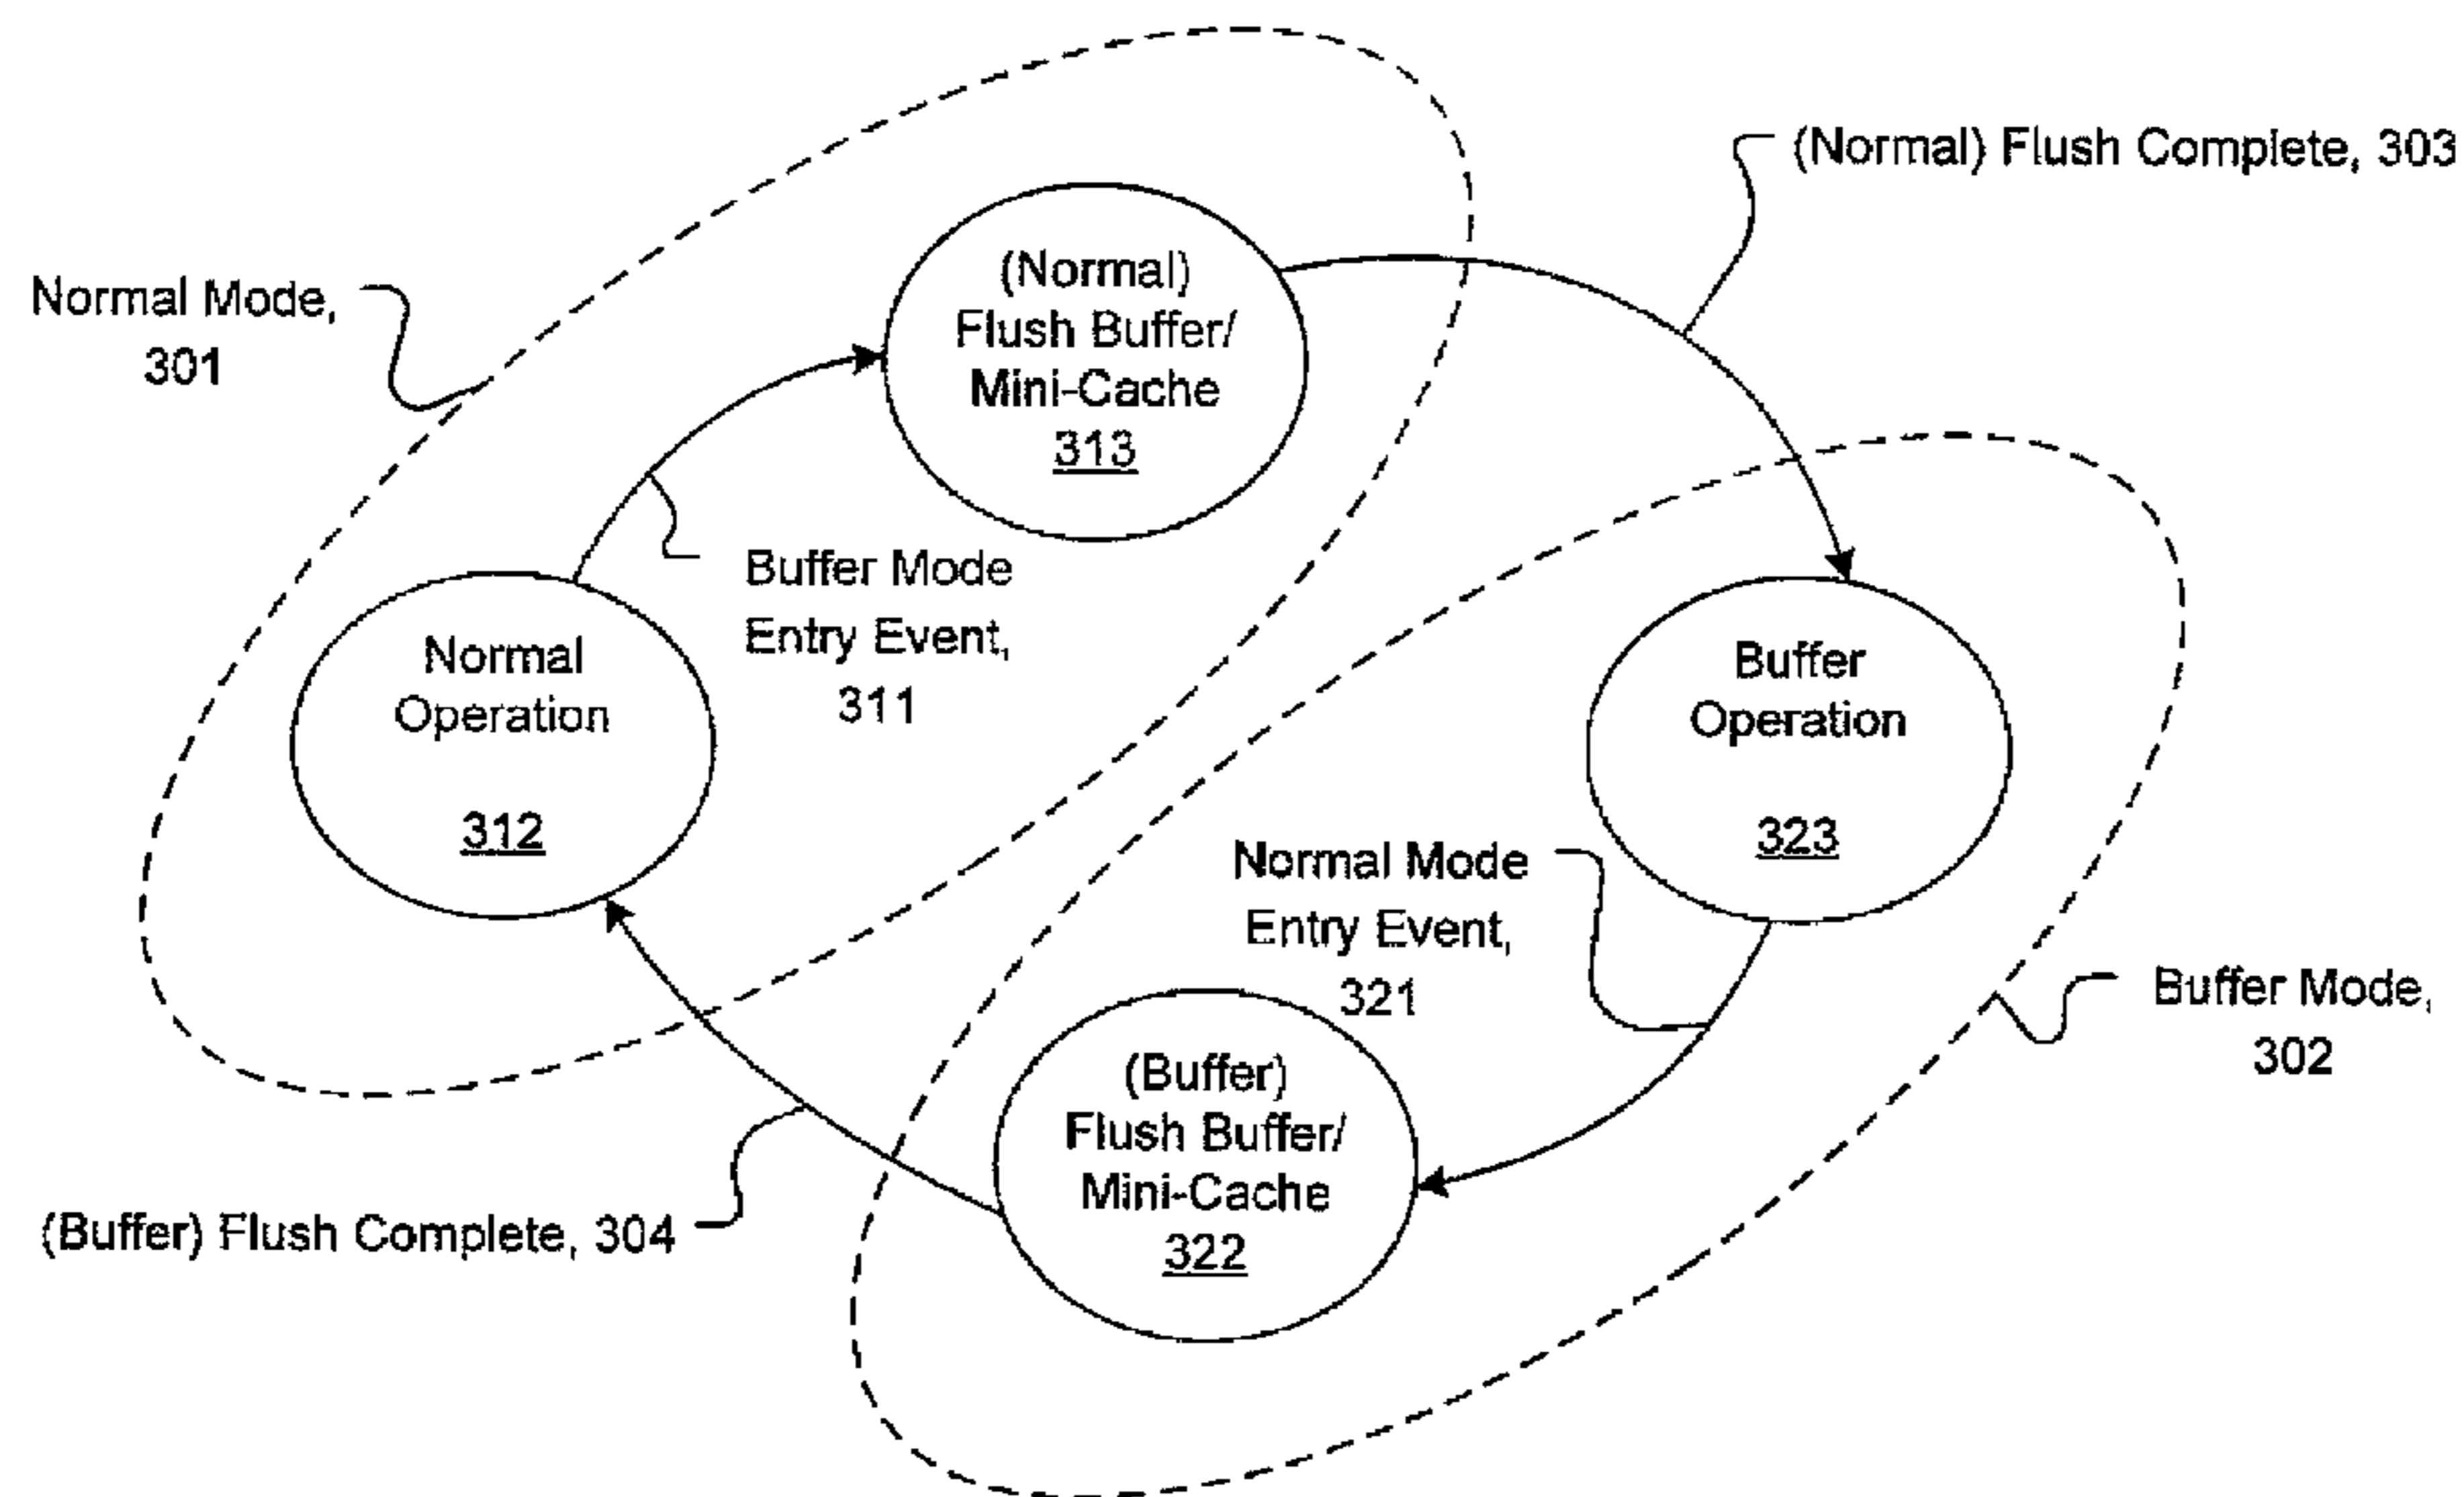 (Normal) Flush Complete, 303
Normal Mode,
301
(Normal)
Flush Buffer/
Mini-Cache
313
Buffer Mode
Entry Event,
311
Normal
Operation
312
Buffer
Operation
323
Normal Mode
Entry Event,
321
Buffer Mode,
302
(Buffer)
Flush Buffer/
Mini-Cache
322
(Buffer) Flush Complete, 304